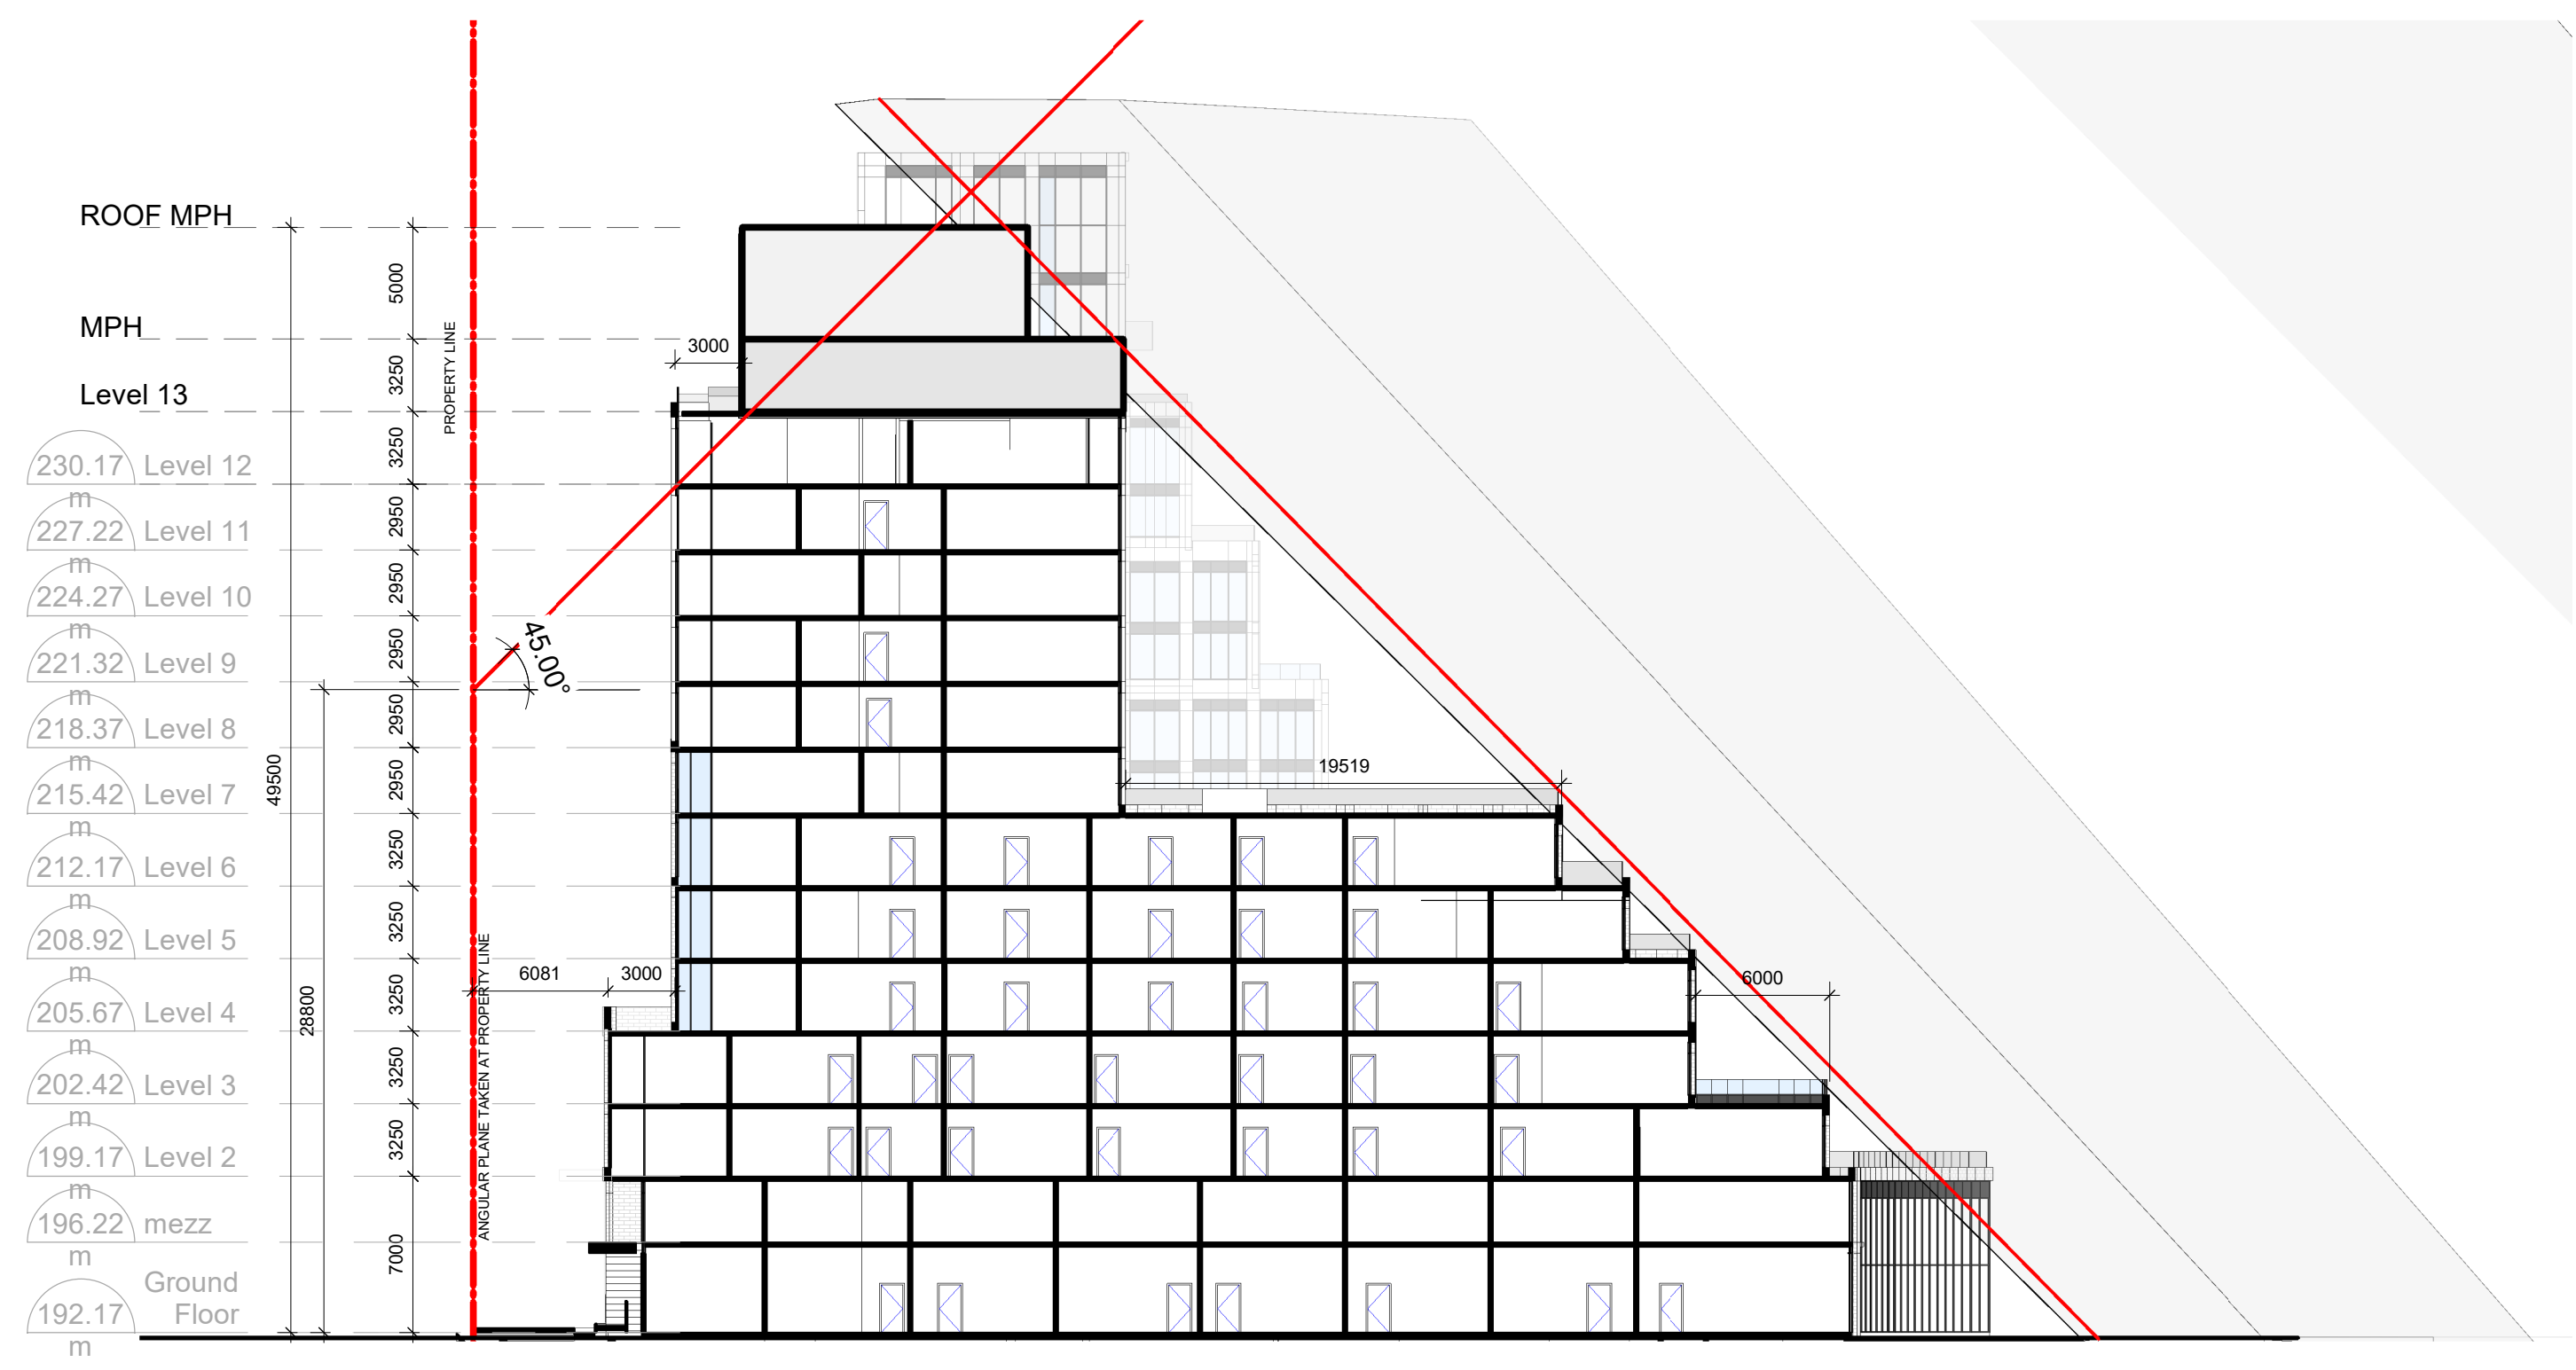 ROOF MPH
MPH
Level 13
230.17 m Level 12
227.22 m Level 11
224.27 m Level 10
221.32 m Level 9
218.37 m Level 8
215.42 m Level 7
212.17 m Level 6
208.92 m Level 5
205.67 m Level 4
202.42 m Level 3
199.17 m Level 2
196.22 m mezz
192.17 m Ground Floor
49500
28800
5000
3250
3250
2950
2950
2950
2950
2950
3250
3250
3250
3250
3250
7000
PROPERTY LINE
ANGULAR PLANE TAKEN AT PROPERTY LINE
45.00°
3000
6081
3000
19519
6000